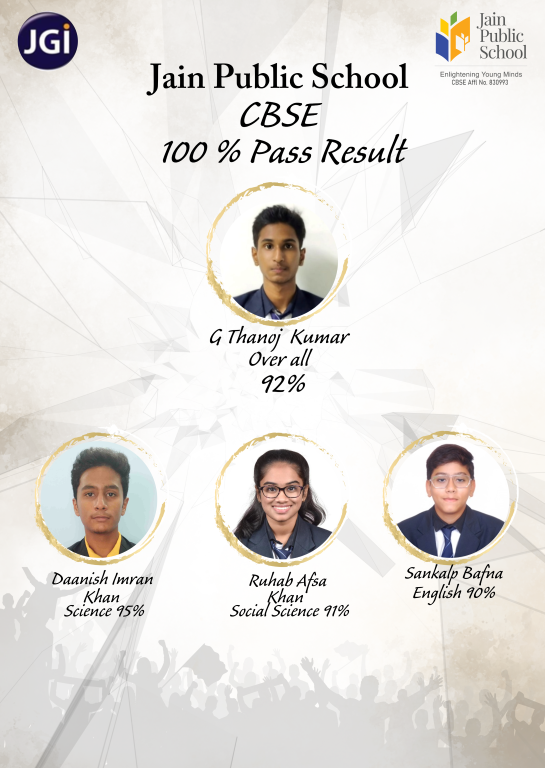 JGi
Jain
Public
School
Enlightening Young Minds
CBSE Affl No. 830993
Jain Public School
CBSE
100 % Pass Result
G Thanoj Kumar
Over all
92%
Daanish Imran
Khan
Science 95%
Ruhab Afsa
Khan
Social Science 91%
Sankalp Bafna
English 90%